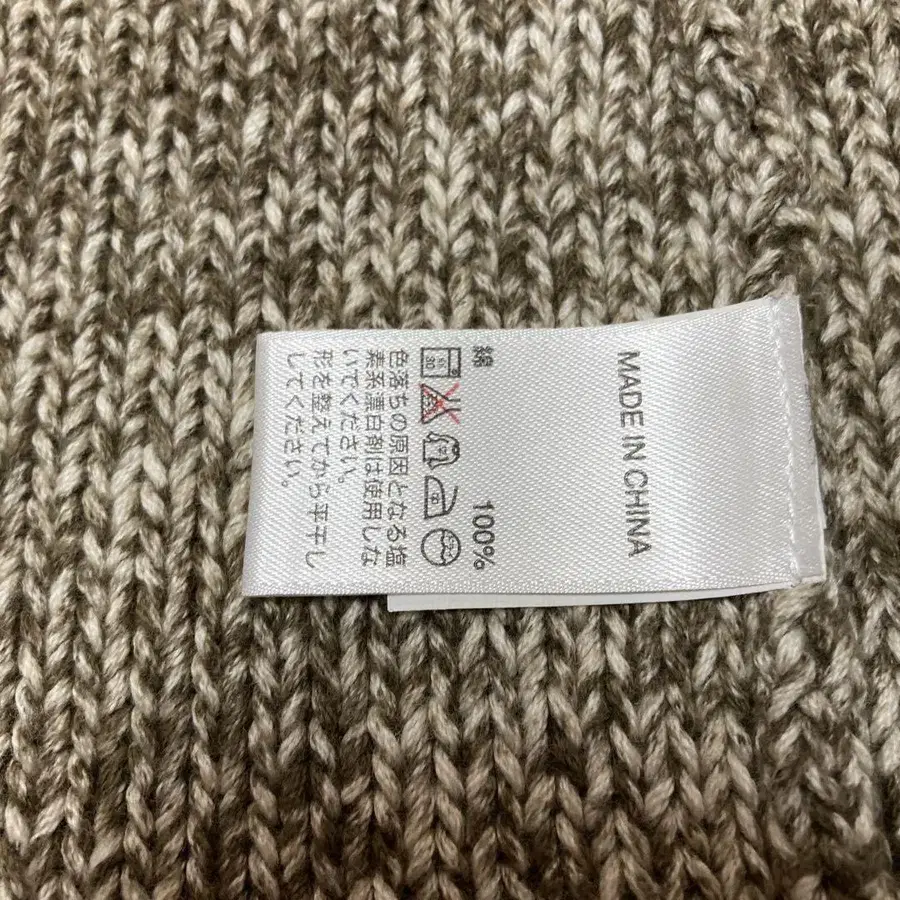 MADE IN CHINA
綿 100%
30
色落ちの原因となる塩
素系漂白剤は使用しな
いでください。
形を整えてから平干し
してください。